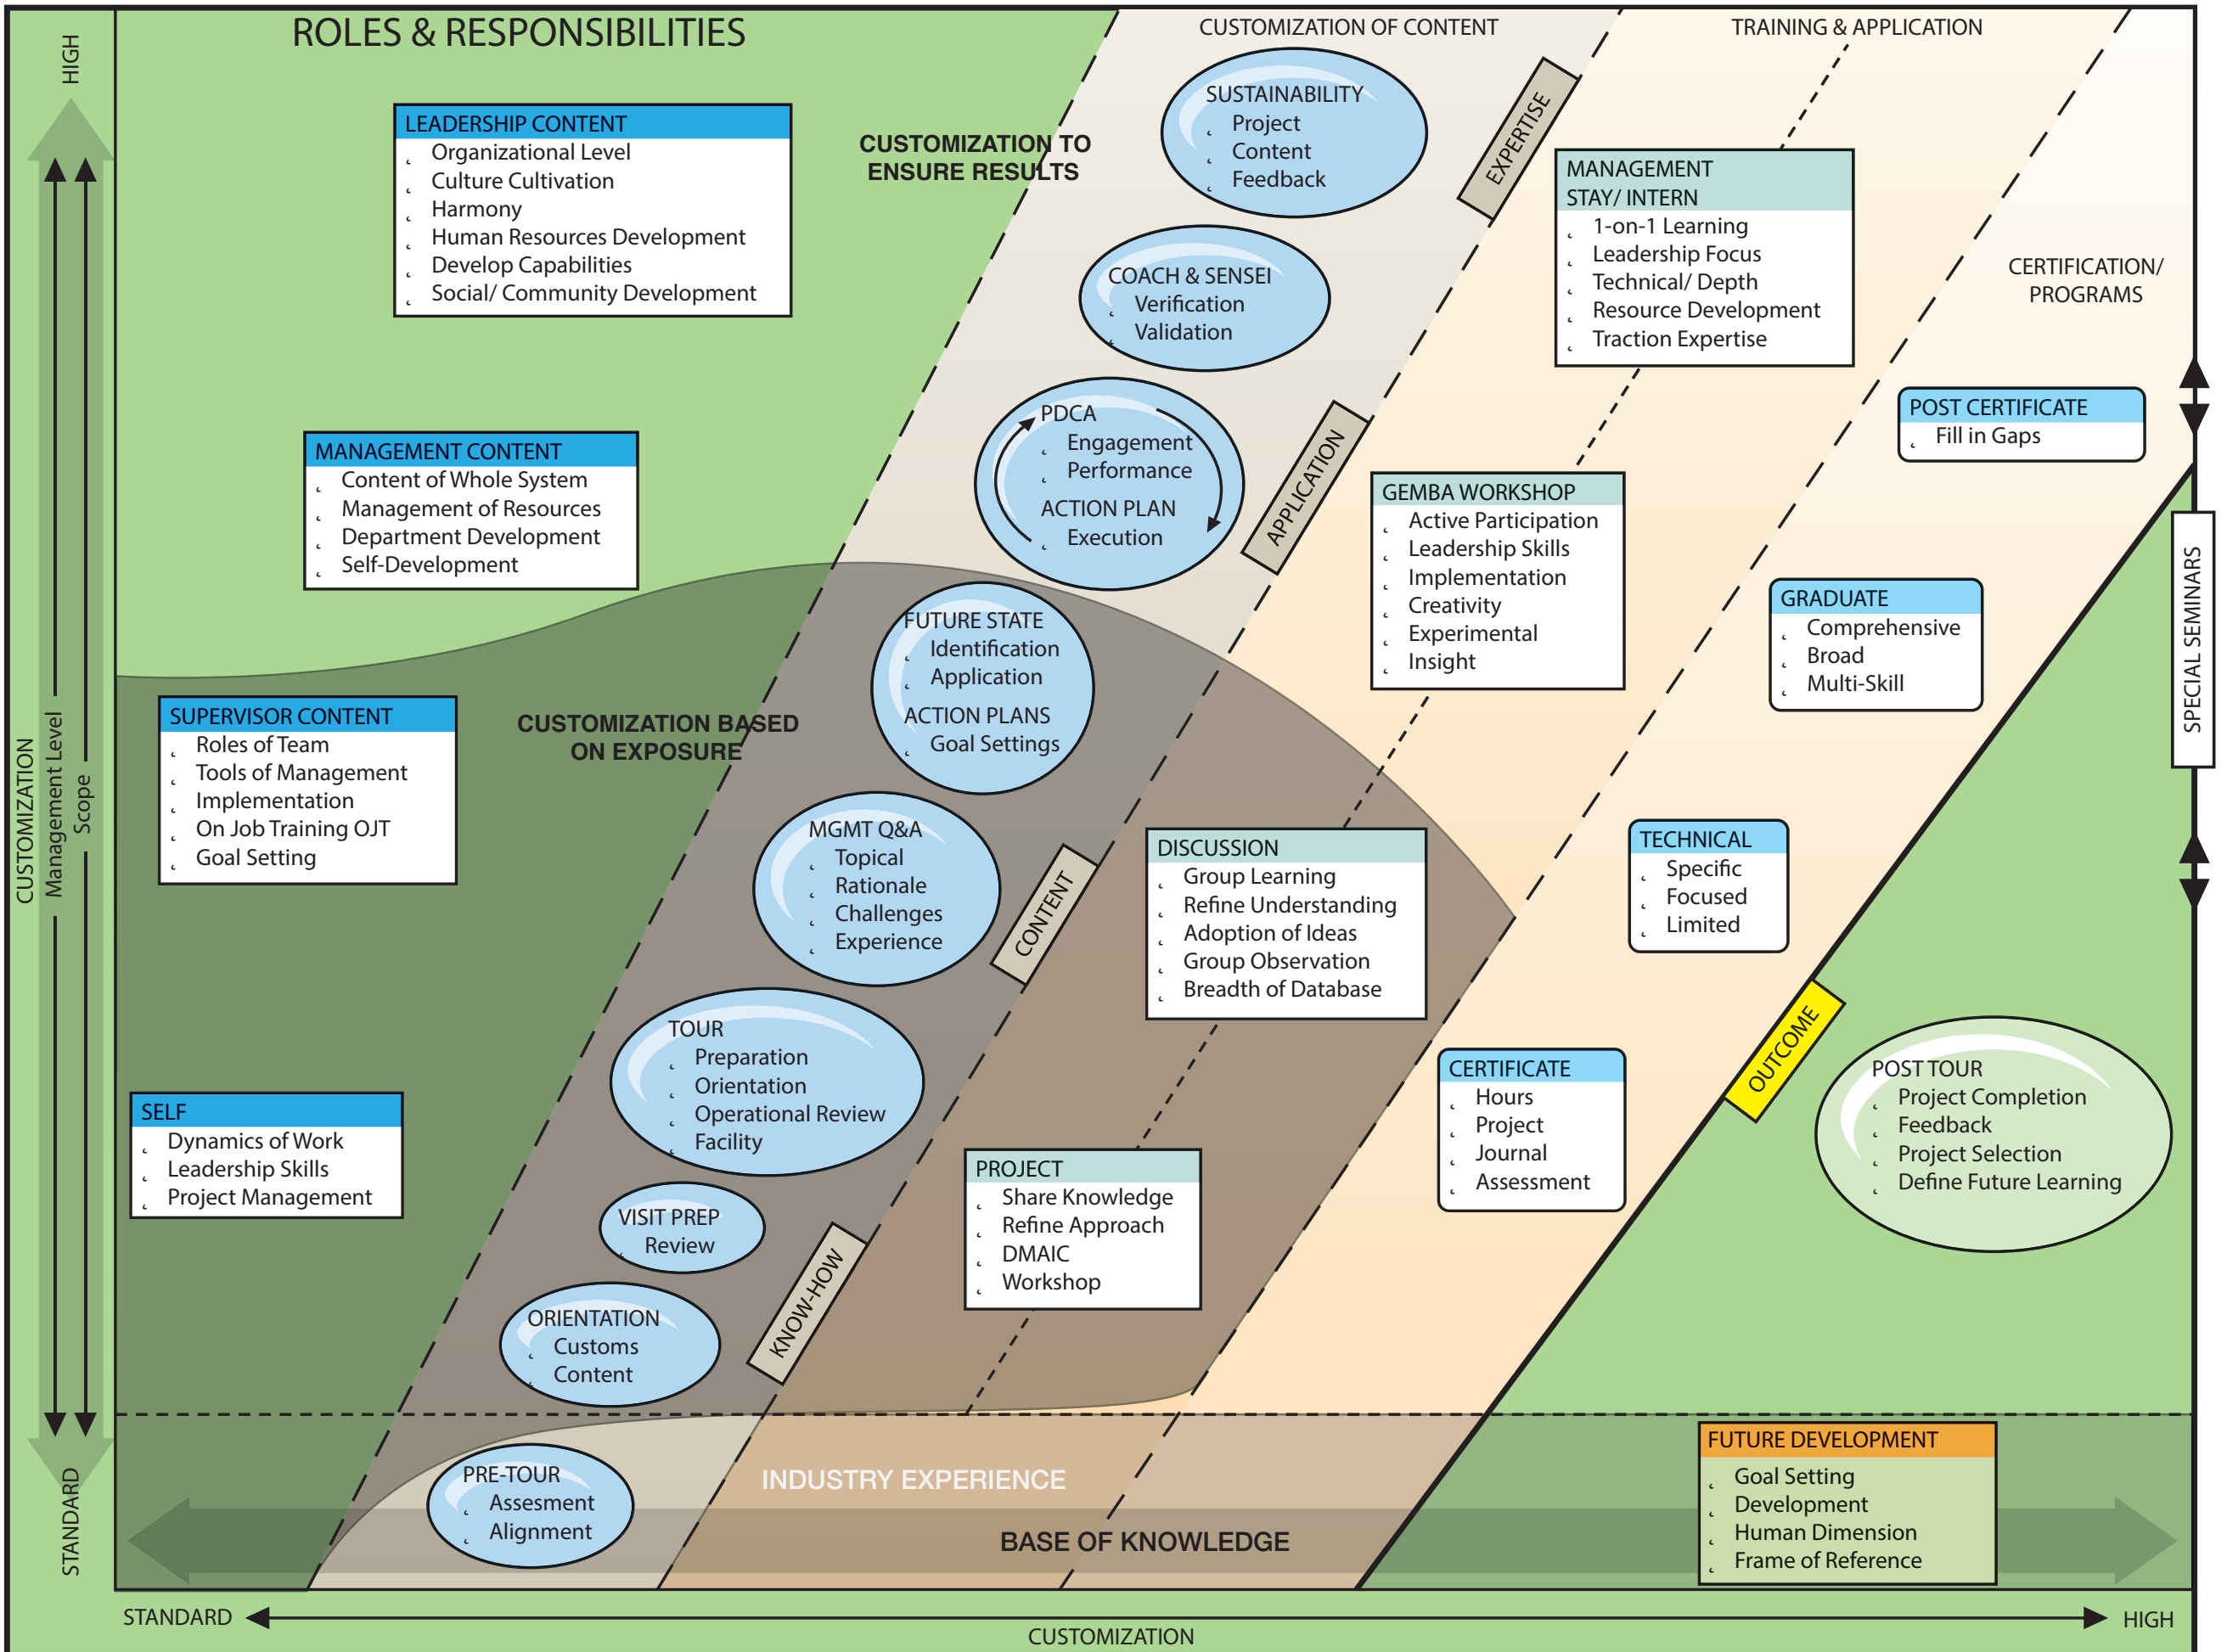 ROLES & RESPONSIBILITIES
CUSTOMIZATION OF CONTENT
TRAINING & APPLICATION
CERTIFICATION/
PROGRAMS
HIGH
CUSTOMIZATION
Management Level
Scope
STANDARD
LEADERSHIP CONTENT
Organizational Level
Culture Cultivation
Harmony
Human Resources Development
Develop Capabilities
Social/ Community Development
MANAGEMENT CONTENT
Content of Whole System
Management of Resources
Department Development
Self-Development
SUPERVISOR CONTENT
Roles of Team
Tools of Management
Implementation
On Job Training OJT
Goal Setting
SELF
Dynamics of Work
Leadership Skills
Project Management
CUSTOMIZATION TO
ENSURE RESULTS
CUSTOMIZATION BASED
ON EXPOSURE
SUSTAINABILITY
Project
Content
Feedback
COACH & SENSEI
Verification
Validation
PDCA
Engagement
Performance
ACTION PLAN
Execution
FUTURE STATE
Identification
Application
ACTION PLANS
Goal Settings
MGMT Q&A
Topical
Rationale
Challenges
Experience
TOUR
Preparation
Orientation
Operational Review
Facility
VISIT PREP
Review
ORIENTATION
Customs
Content
PRE-TOUR
Assesment
Alignment
EXPERTISE
APPLICATION
CONTENT
KNOW-HOW
MANAGEMENT
STAY/ INTERN
1-on-1 Learning
Leadership Focus
Technical/ Depth
Resource Development
Traction Expertise
GEMBA WORKSHOP
Active Participation
Leadership Skills
Implementation
Creativity
Experimental
Insight
DISCUSSION
Group Learning
Refine Understanding
Adoption of Ideas
Group Observation
Breadth of Database
PROJECT
Share Knowledge
Refine Approach
DMAIC
Workshop
POST CERTIFICATE
Fill in Gaps
GRADUATE
Comprehensive
Broad
Multi-Skill
TECHNICAL
Specific
Focused
Limited
CERTIFICATE
Hours
Project
Journal
Assessment
OUTCOME
SPECIAL SEMINARS
POST TOUR
Project Completion
Feedback
Project Selection
Define Future Learning
FUTURE DEVELOPMENT
Goal Setting
Development
Human Dimension
Frame of Reference
INDUSTRY EXPERIENCE
BASE OF KNOWLEDGE
STANDARD
HIGH
CUSTOMIZATION